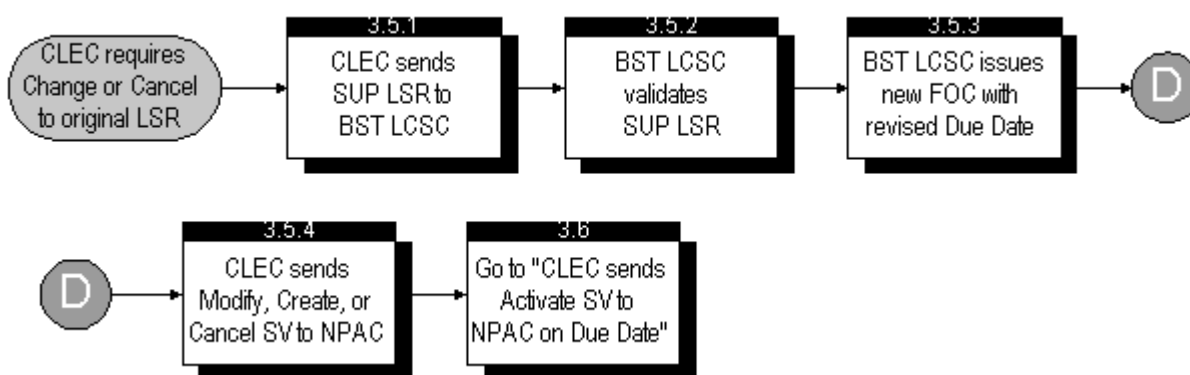 CLEC requires
Change or Cancel
to original LSR
3.5.1
CLEC sends
SUP LSR to
BST LCSC
3.5.2
BST LCSC
validates
SUP LSR
3.5.3
BST LCSC issues
new FOC with
revised Due Date
D
D
3.5.4
CLEC sends
Modify, Create, or
Cancel SV to NPAC
3.6
Go to "CLEC sends
Activate SV to
NPAC on Due Date"